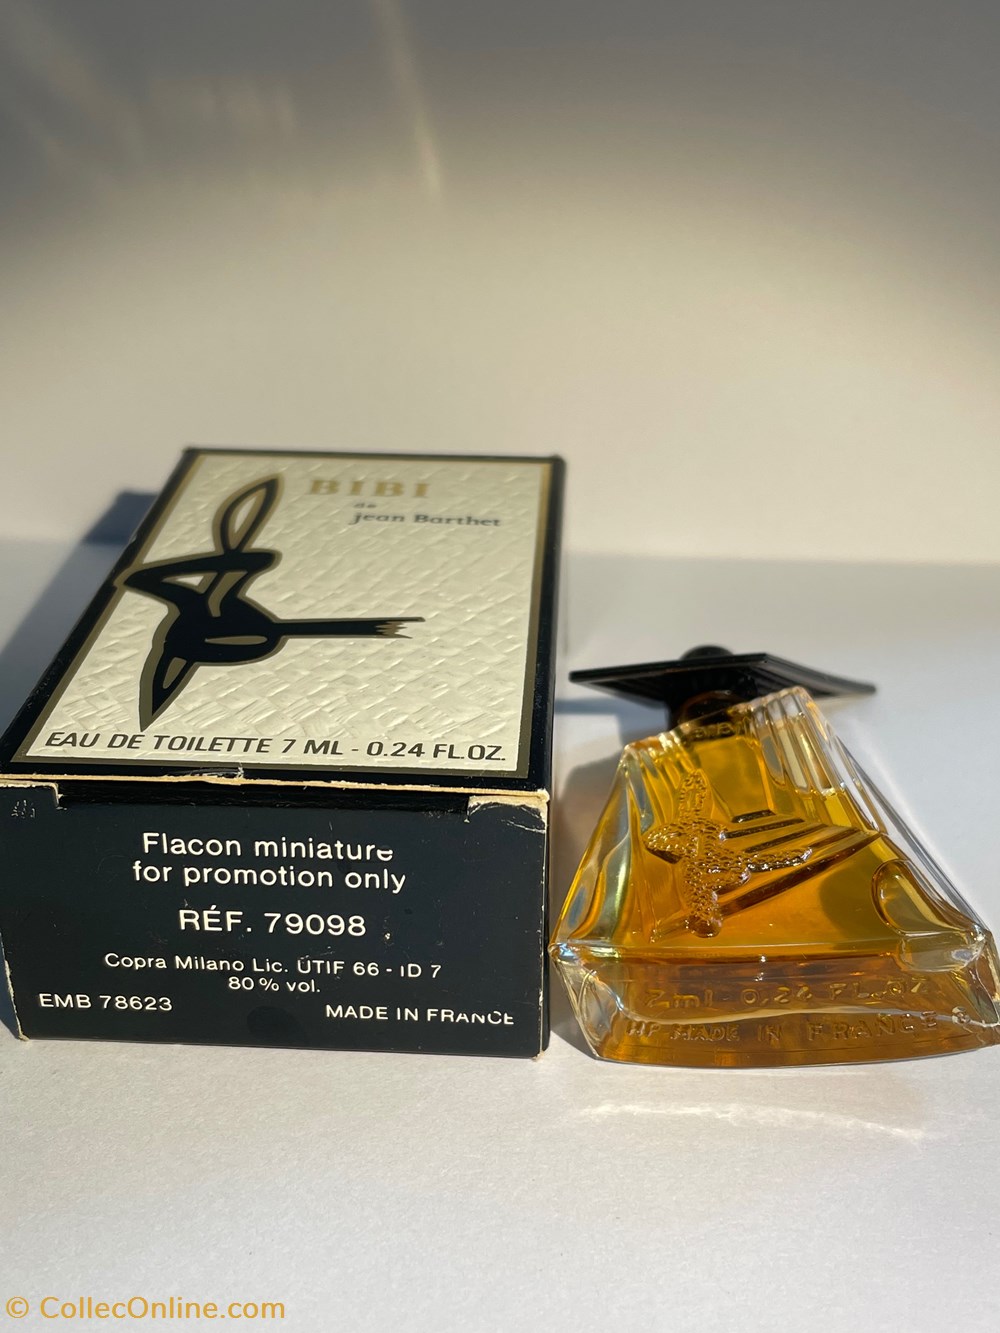 BIBI
de
jean Barthet
EAU DE TOILETTE 7 ML - 0.24 FL.OZ.
Flacon miniature
for promotion only
RÉF. 79098
Copra Milano Lic. UTIF 66 - ID 7
80 % vol.
EMB 78623
MADE IN FRANCE
7ml 0,24 FL.OZ
HP MADE IN FRANCE
© CollecOnline.com